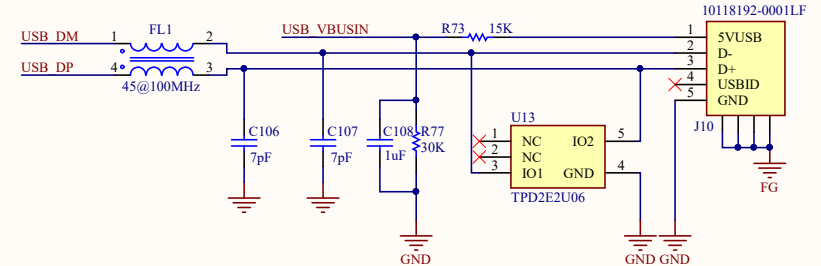 10118192-0001LF
FL1
USB_DM
1
2
USB_VBUSIN
R73
15K
1
5VUSB
2
D-
3
D+
4
USBID
5
GND
USB_DP
4
3
45@100MHz
J10
C106
7pF
C107
7pF
C108
1uF
R77
30K
U13
1
NC
IO2
5
2
NC
3
IO1
GND
4
TPD2E2U06
FG
GND
GND
GND